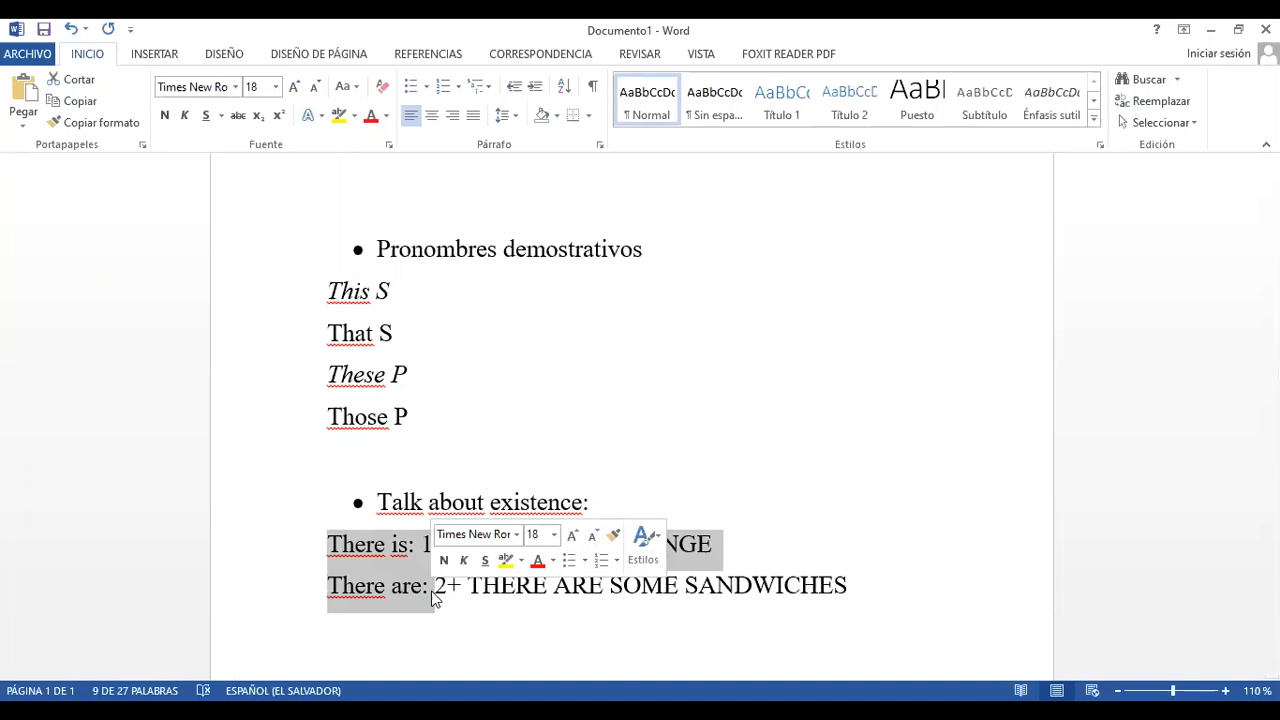 Documento1 - Word
ARCHIVO INICIO INSERTAR DISEÑO DISEÑO DE PÁGINA REFERENCIAS CORRESPONDENCIA REVISAR VISTA FOXIT READER PDF Iniciar sesión
Pegar
Cortar
Copiar
Copiar formato
Portapapeles
Times New Ro 18
Fuente
Párrafo
AaBbCcDc ¶ Normal
AaBbCcDc ¶ Sin espa...
AaBbCc Título 1
AaBbCcD Título 2
AaBl Puesto
AaBbCcD Subtítulo
AaBbCcDc Énfasis sutil
Estilos
Buscar
Reemplazar
Seleccionar
Edición
• Pronombres demostrativos
This S
That S
These P
Those P
• Talk about existence:
There is: 1 NGE
Times New Ror 18
N K S Estilos
There are: 2+ THERE ARE SOME SANDWICHES
PÁGINA 1 DE 1 9 DE 27 PALABRAS ESPAÑOL (EL SALVADOR) 110 %